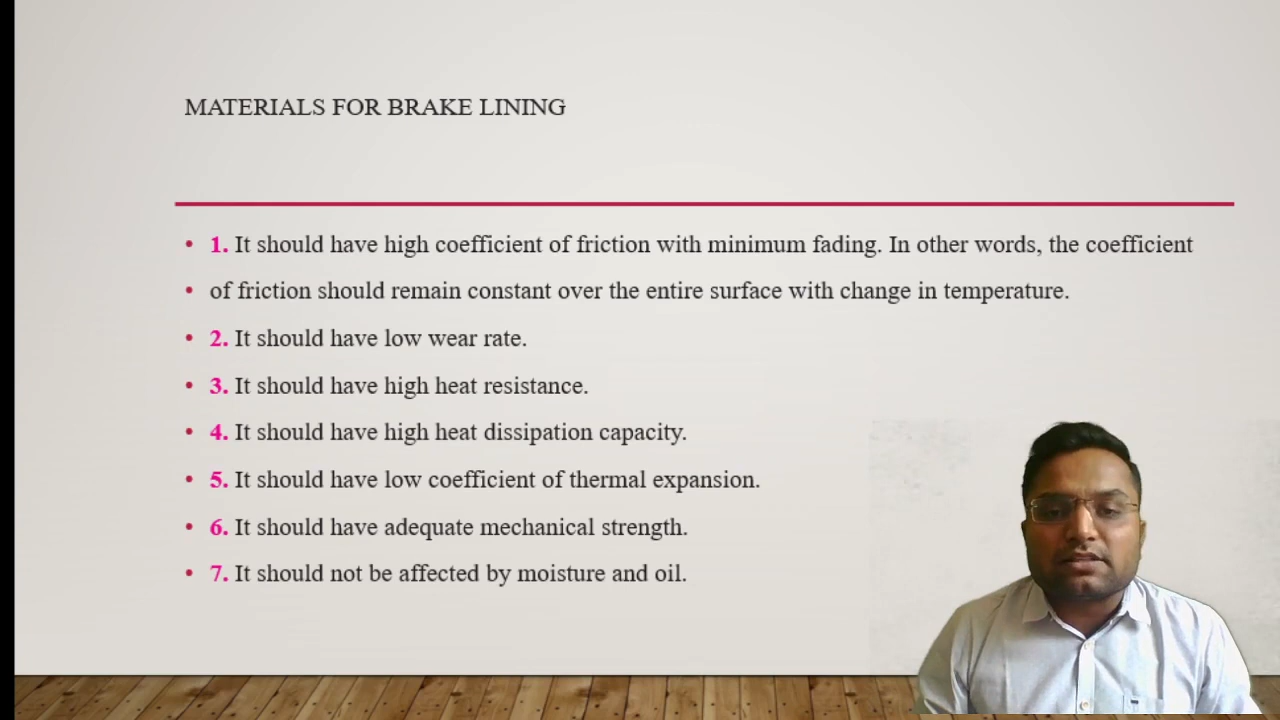 MATERIALS FOR BRAKE LINING
• 1. It should have high coefficient of friction with minimum fading. In other words, the coefficient
• of friction should remain constant over the entire surface with change in temperature.
• 2. It should have low wear rate.
• 3. It should have high heat resistance.
• 4. It should have high heat dissipation capacity.
• 5. It should have low coefficient of thermal expansion.
• 6. It should have adequate mechanical strength.
• 7. It should not be affected by moisture and oil.